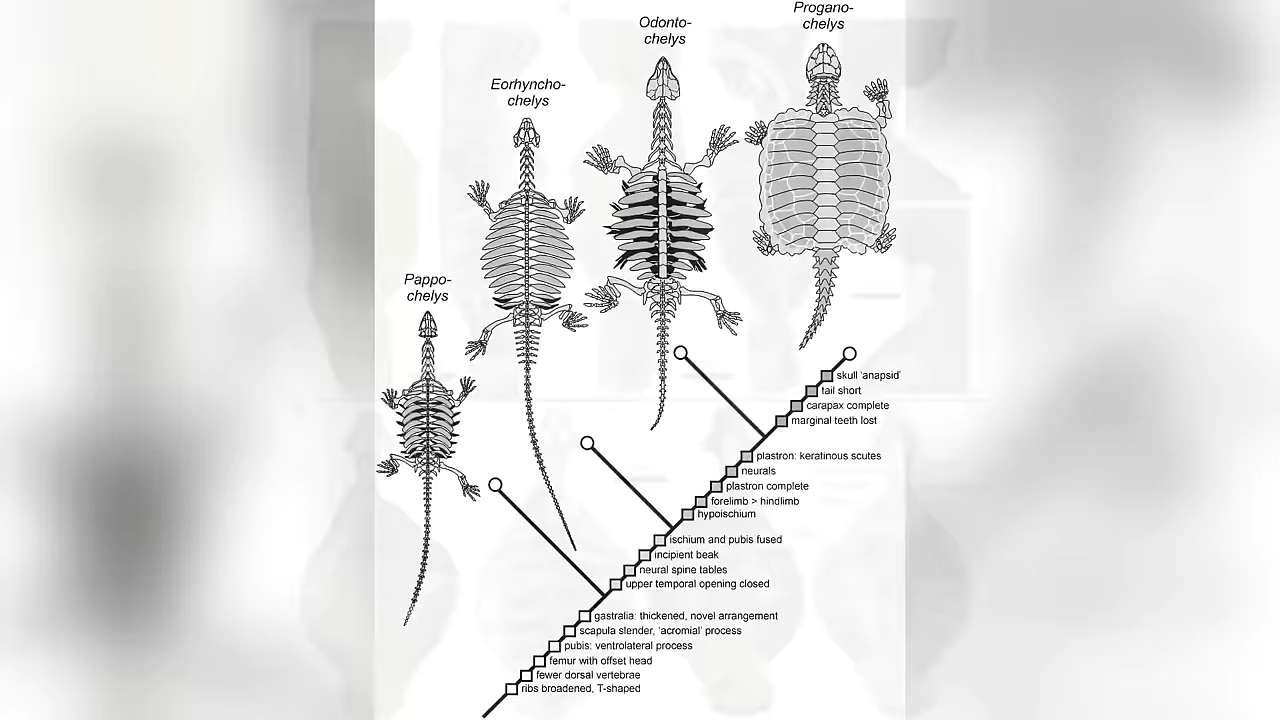 Progano-
chelys
Odonto-
chelys
Eorhyncho-
chelys
Pappo-
chelys
skull 'anapsid'
tail short
carapax complete
marginal teeth lost
plastron: keratinous scutes
neurals
plastron complete
forelimb > hindlimb
hypoischium
ischium and pubis fused
incipient beak
neural spine tables
upper temporal opening closed
gastralia: thickened, novel arrangement
scapula slender, 'acromial' process
pubis: ventrolateral process
femur with offset head
fewer dorsal vertebrae
ribs broadened, T-shaped